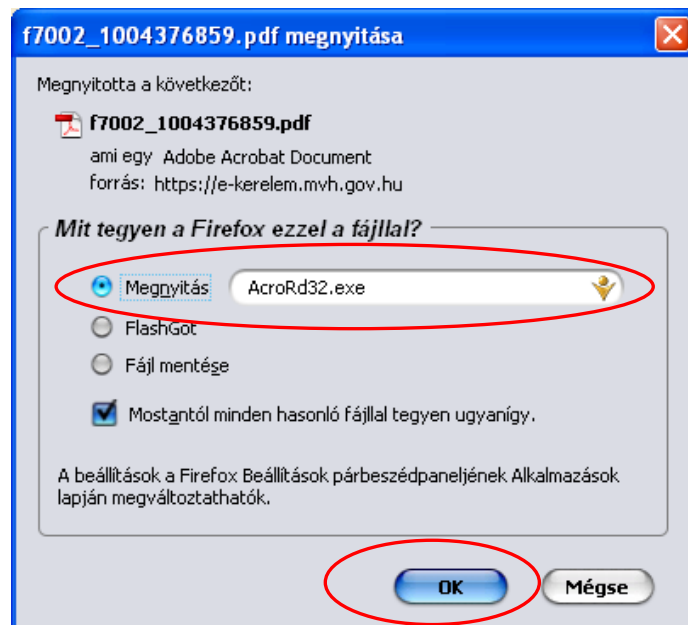 f7002_1004376859.pdf megnyitása
Megnyitotta a következőt:
f7002_1004376859.pdf
ami egy Adobe Acrobat Document
forrás: https://e-kerelem.mvh.gov.hu
Mit tegyen a Firefox ezzel a fájllal?
Megnyitás AcroRd32.exe
FlashGot
Fájl mentése
Mostantól minden hasonló fájllal tegyen ugyanígy.
A beállítások a Firefox Beállítások párbeszédpaneljének Alkalmazások
lapján megváltoztathatók.
OK Mégse